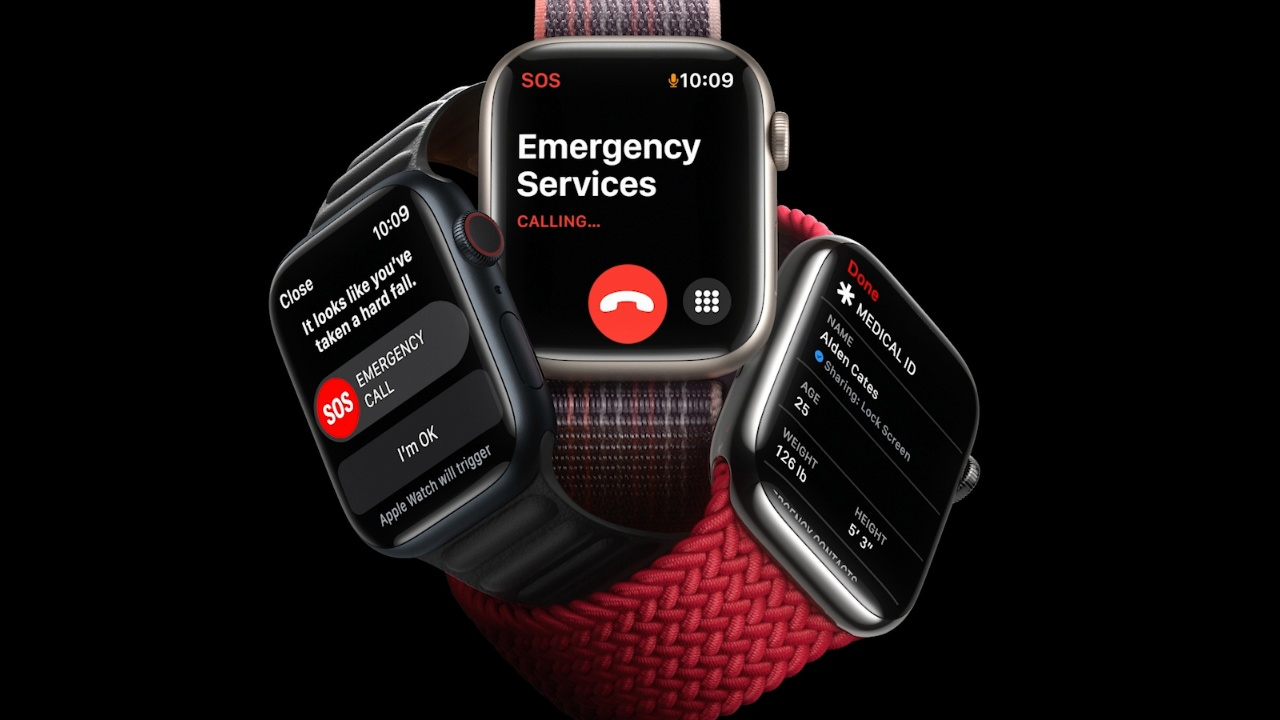 10:09
Close
It looks like you've
taken a hard fall.
SOS
EMERGENCY
CALL
I'm OK
Apple Watch will trigger
SOS
10:09
Emergency
Services
CALLING...
Done
MEDICAL ID
NAME
Aiden Cates
Sharing: Lock Screen
AGE
25
WEIGHT
126 lb
HEIGHT
5' 3"